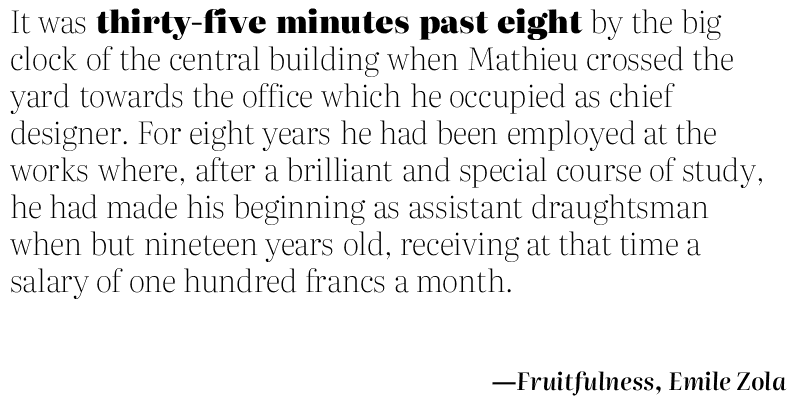 It was thirty-five minutes past eight by the big
clock of the central building when Mathieu crossed the
yard towards the office which he occupied as chief
designer. For eight years he had been employed at the
works where, after a brilliant and special course of study,
he had made his beginning as assistant draughtsman
when but nineteen years old, receiving at that time a
salary of one hundred francs a month.
—Fruitfulness, Emile Zola